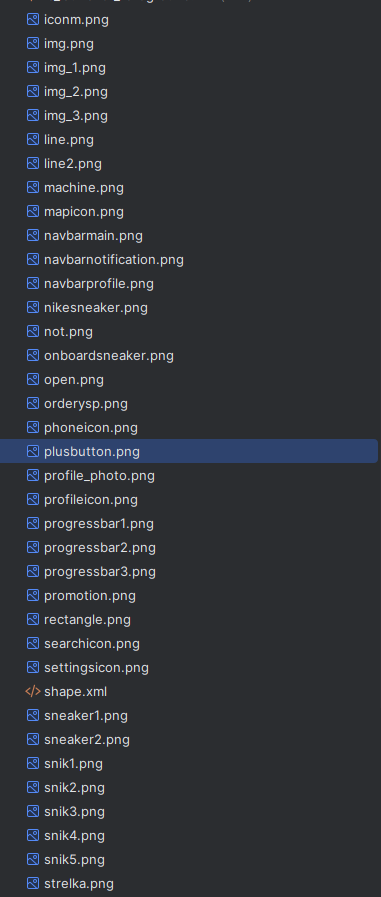 iconm.png
img.png
img_1.png
img_2.png
img_3.png
line.png
line2.png
machine.png
mapicon.png
navbarmain.png
navbarnotification.png
navbarprofile.png
nikesneaker.png
not.png
onboardsneaker.png
open.png
orderysp.png
phoneicon.png
plusbutton.png
profile_photo.png
profileicon.png
progressbar1.png
progressbar2.png
progressbar3.png
promotion.png
rectangle.png
searchicon.png
settingsicon.png
shape.xml
sneaker1.png
sneaker2.png
snik1.png
snik2.png
snik3.png
snik4.png
snik5.png
strelka.png